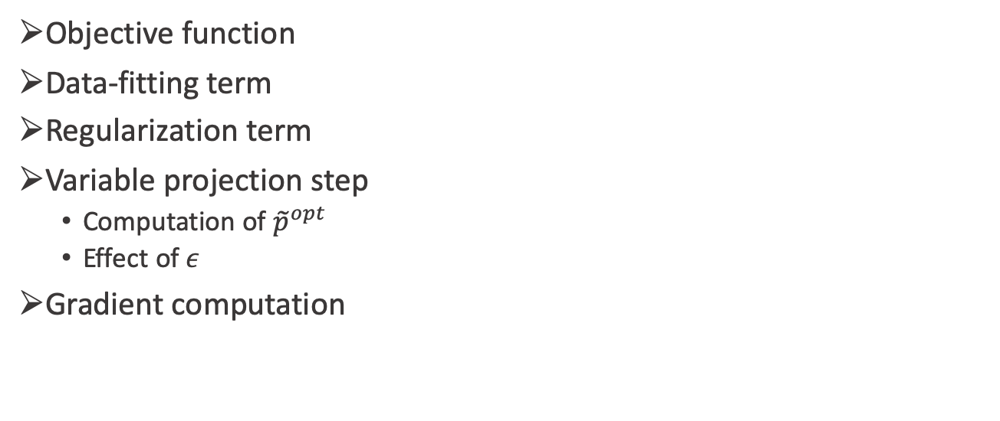 ➢Objective function
➢Data-fitting term
➢Regularization term
➢Variable projection step
• Computation of p̃ᵒᵖᵗ
• Effect of ϵ
➢Gradient computation